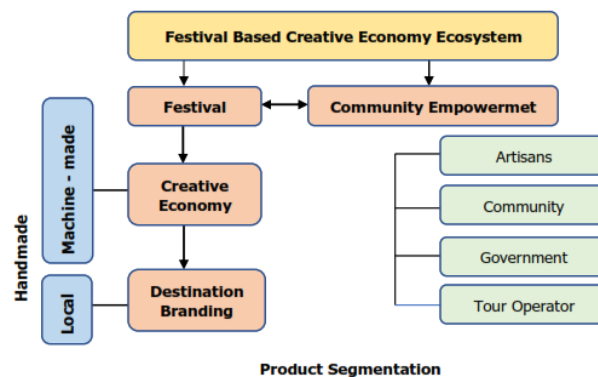 Festival Based Creative Economy Ecosystem
Festival
Community Empowermet
Handmade
Machine - made
Creative
Economy
Local
Destination
Branding
Artisans
Community
Government
Tour Operator
Product Segmentation